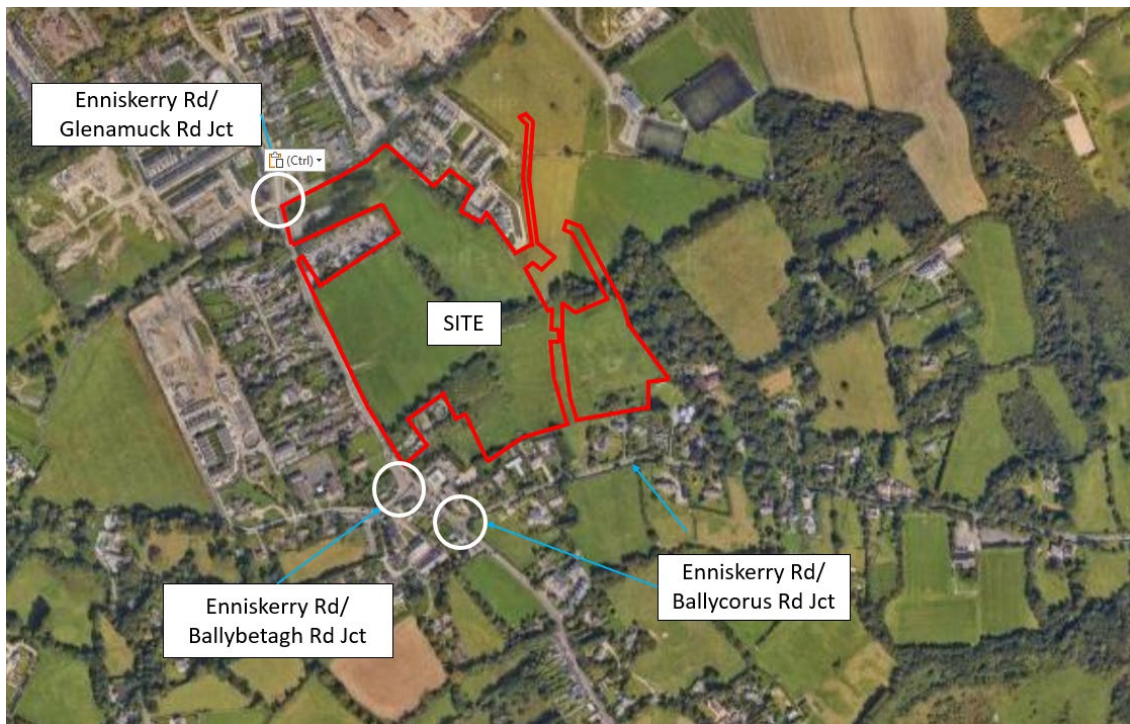 Enniskerry Rd/
Glenamuck Rd Jct
(Ctrl)
SITE
Enniskerry Rd/
Ballybetagh Rd Jct
Enniskerry Rd/
Ballycorus Rd Jct